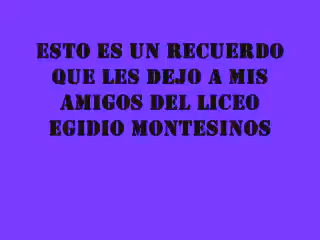 ESTO ES UN RECUERDO
QUE LES DEJO A MIS
AMIGOS DEL LICEO
EGIDIO MONTESINOS